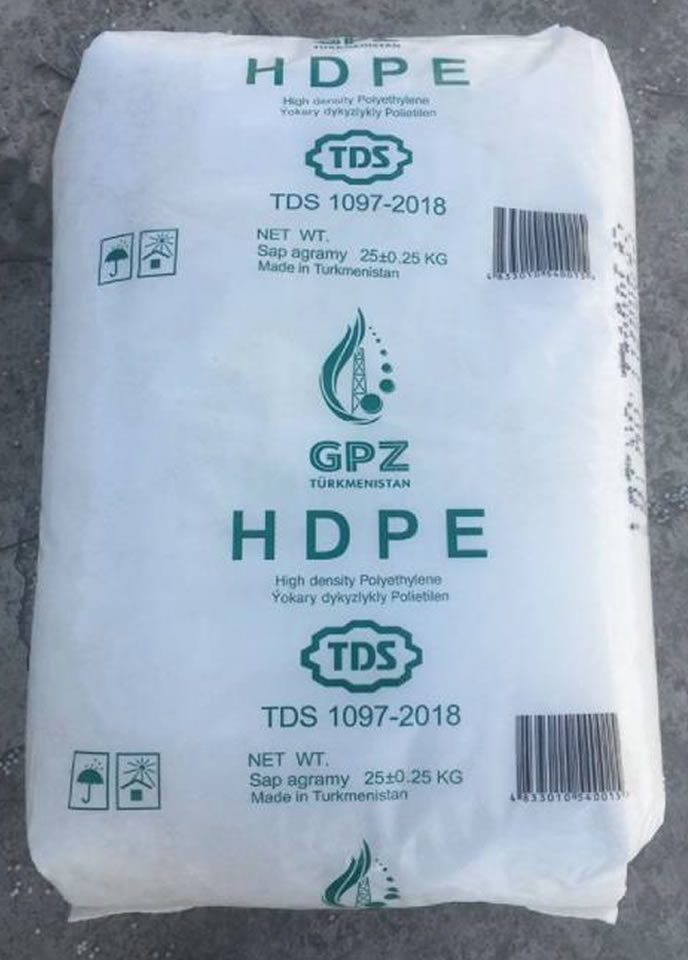 TÜRKMENISTAN
HDPE
High density Polyethylene
Ýokary dykyzlykly Polietilen
TDS
TDS 1097-2018
NET WT.
Sap agramy 25±0.25 KG
Made in Turkmenistan
GPZ
TÜRKMENISTAN
HDPE
High density Polyethylene
Ýokary dykyzlykly Polietilen
TDS
TDS 1097-2018
NET WT.
Sap agramy 25±0.25 KG
Made in Turkmenistan